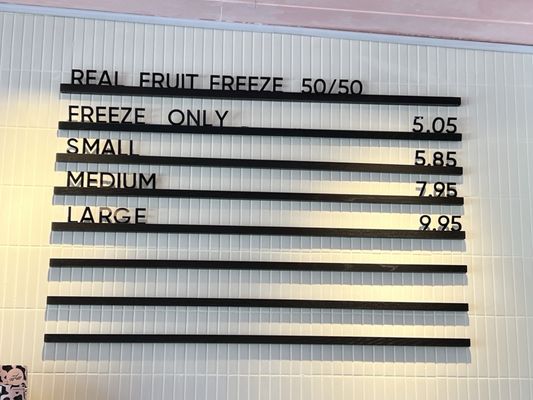 REAL FRUIT FREEZE 50/50
FREEZE ONLY 5.05
SMALL 5.85
MEDIUM 7.95
LARGE 9.95